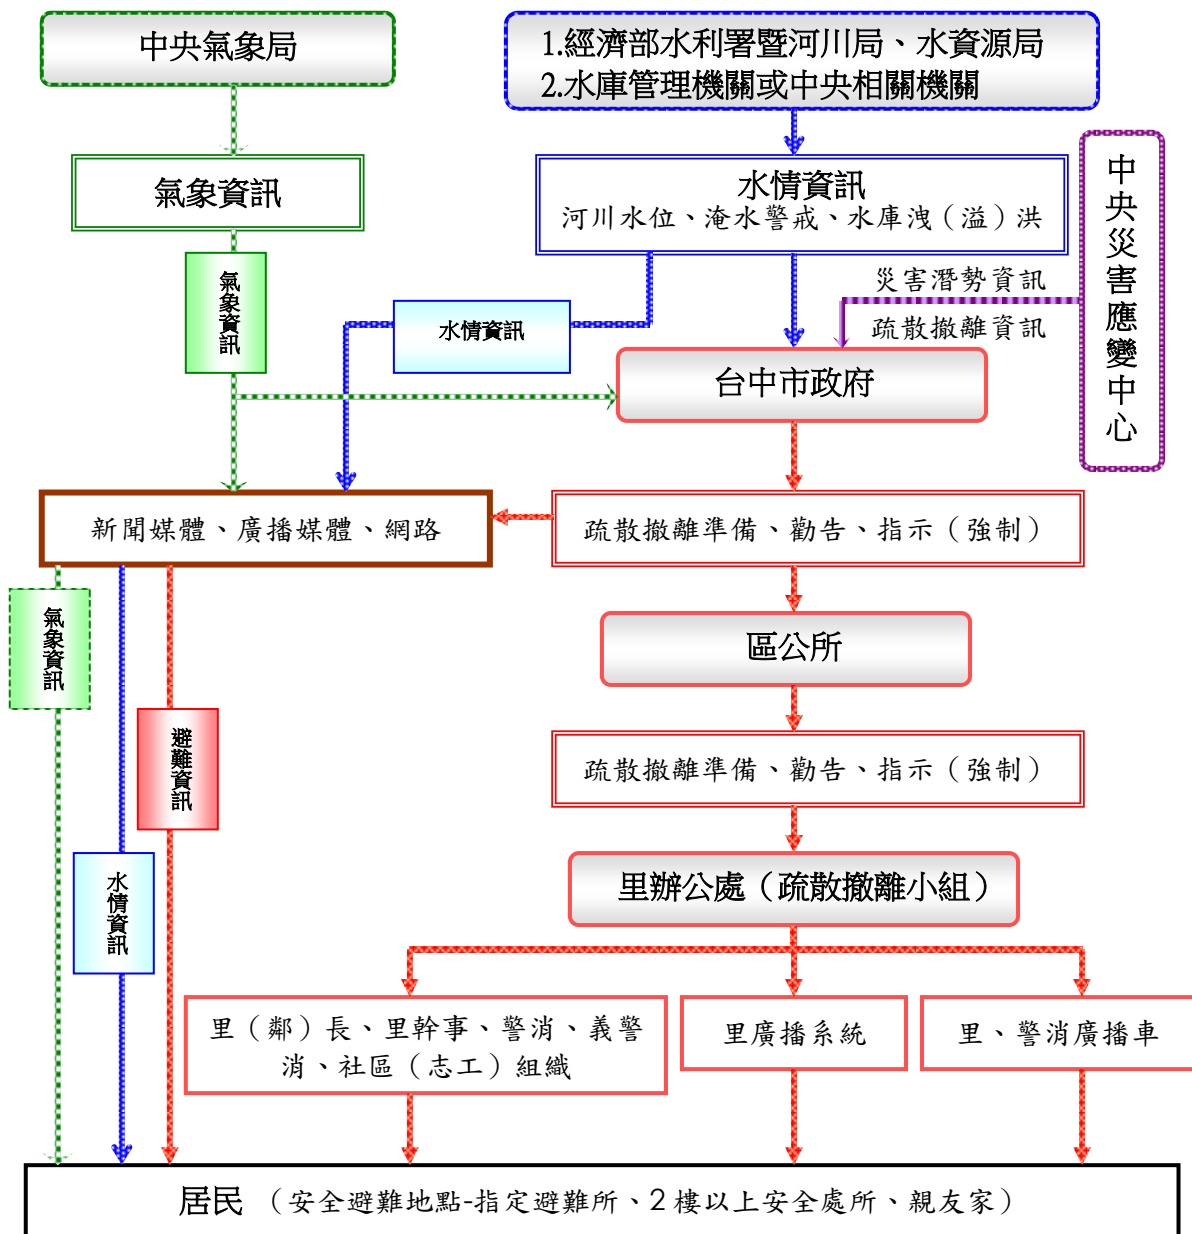 中央氣象局
1.經濟部水利署暨河川局、水資源局
2.水庫管理機關或中央相關機關
氣象資訊
水情資訊
河川水位、淹水警戒、水庫洩（溢）洪
中央災害應變中心
氣象資訊
水情資訊
災害潛勢資訊
疏散撤離資訊
台中市政府
新聞媒體、廣播媒體、網路
疏散撤離準備、勸告、指示（強制）
氣象資訊
區公所
避難資訊
疏散撤離準備、勸告、指示（強制）
水情資訊
里辦公處（疏散撤離小組）
里（鄰）長、里幹事、警消、義警
消、社區（志工）組織
里廣播系統
里、警消廣播車
居民 （安全避難地點-指定避難所、2 樓以上安全處所、親友家）